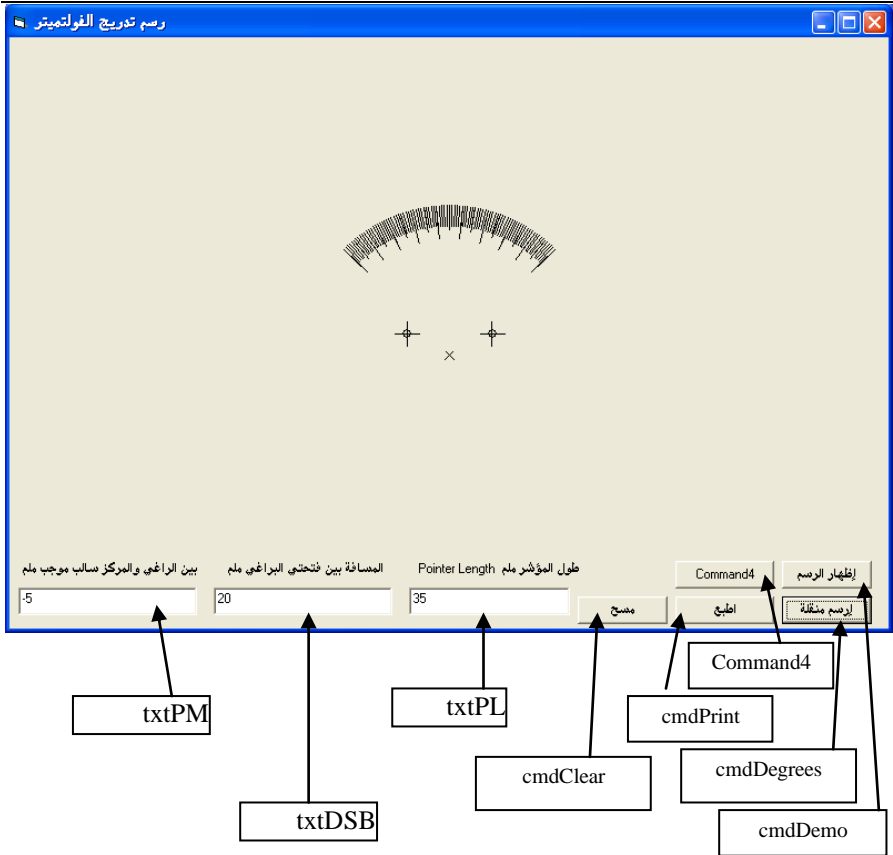 رسم تدريج الفولتميتر
بين الراغي والمركز سالب موجب ملم
المسافة بين فتحتي البراغي ملم
طول المؤشر ملم Pointer Length
Command4
إظهار الرسم
-5
20
35
مسح
اطبع
إرسم منقلة
Command4
txtPM
txtPL
cmdPrint
cmdClear
cmdDegrees
txtDSB
cmdDemo